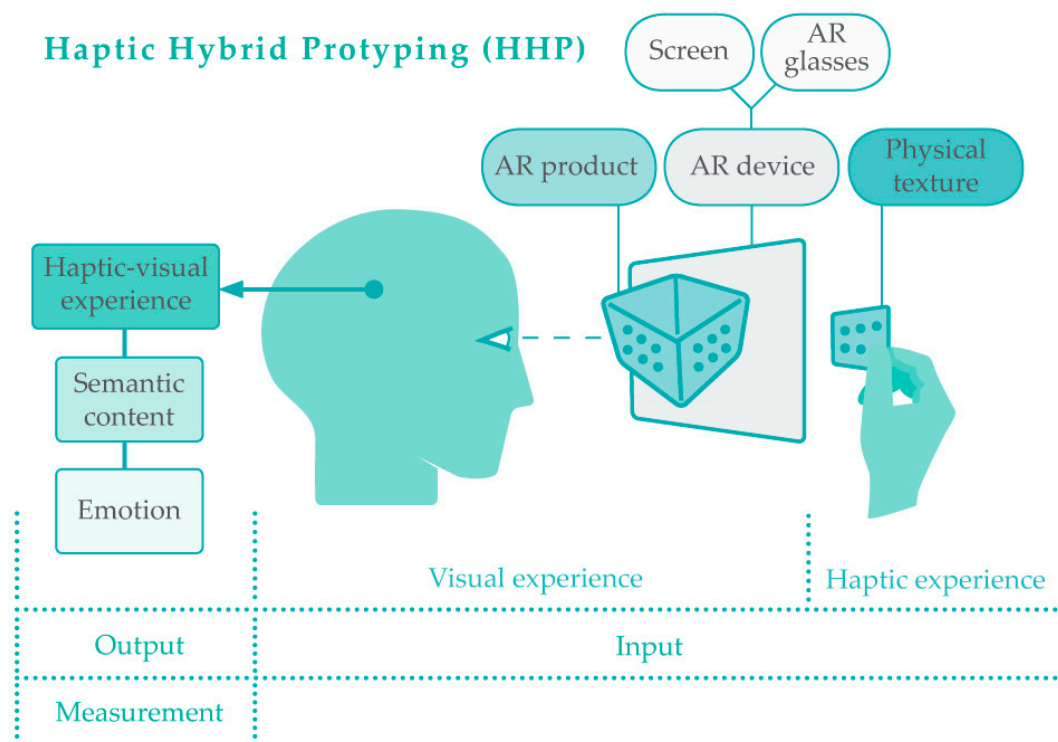 Haptic Hybrid Protyping (HHP)
Screen
AR
glasses
AR product
AR device
Physical
texture
Haptic-visual
experience
Semantic
content
Emotion
Visual experience
Haptic experience
Output
Input
Measurement